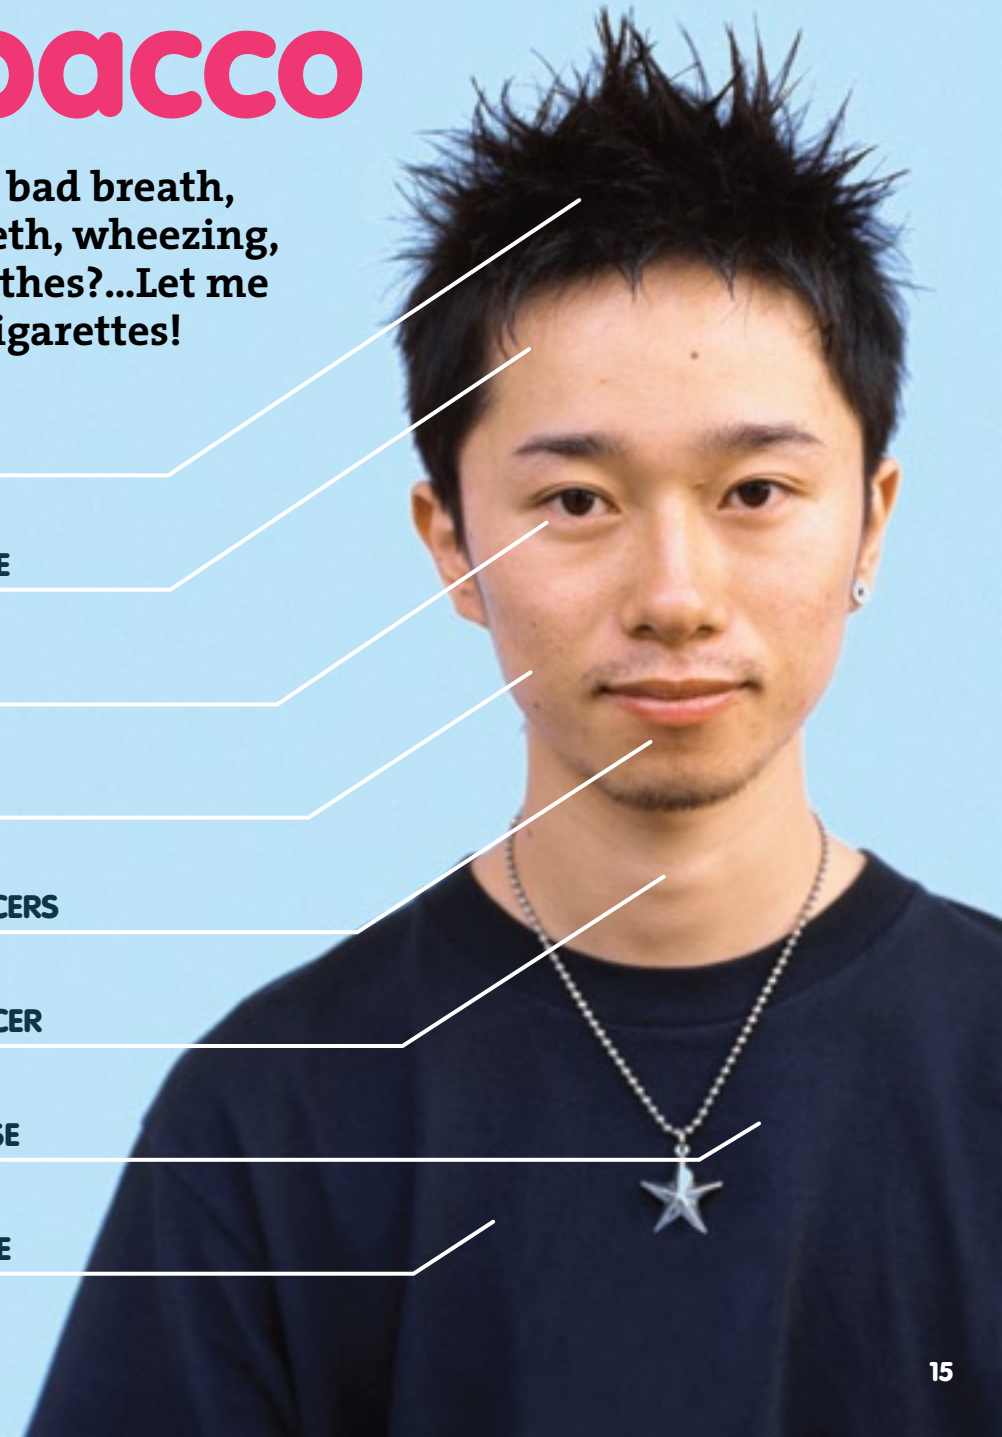 bacco
bad breath,
eth, wheezing,
thes?...Let me
igarettes!
E
CERS
CER
SE
E
15